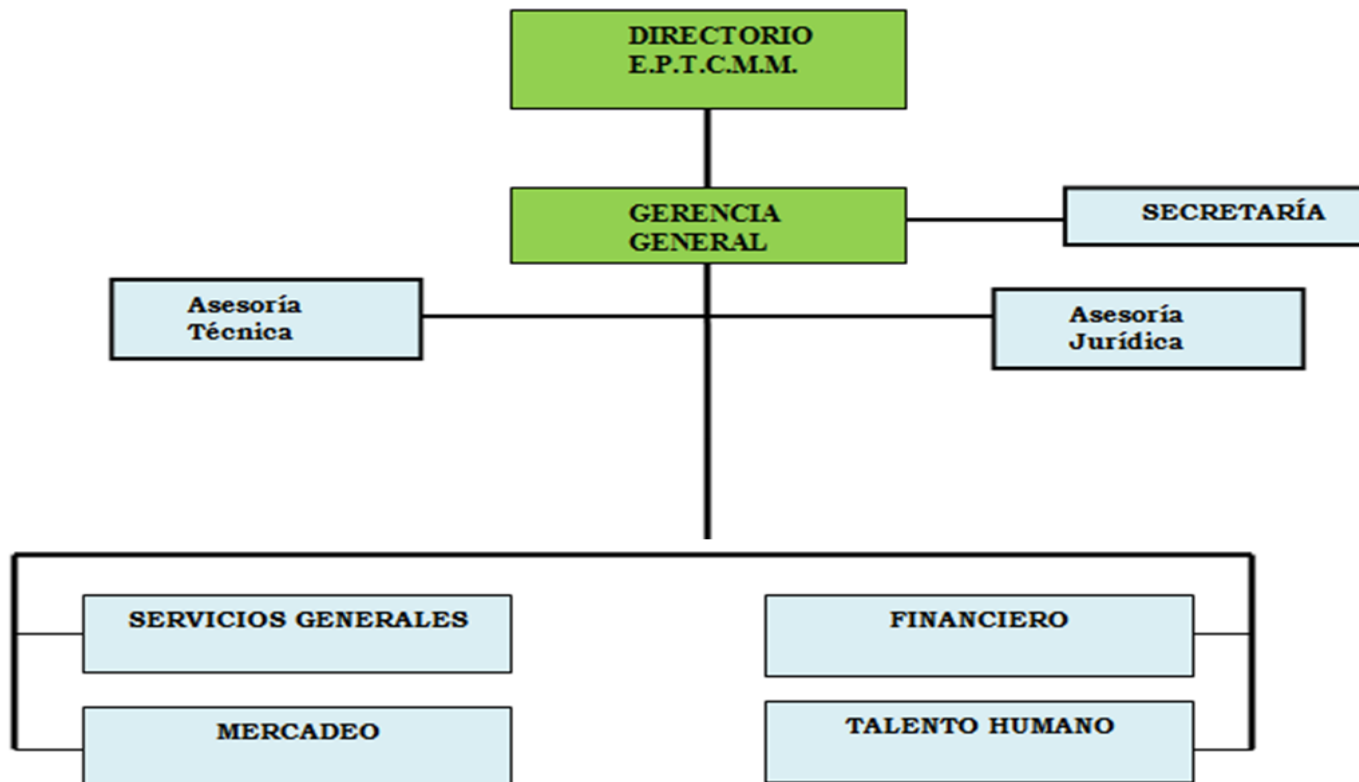 DIRECTORIO
E.P.T.C.M.M.
GERENCIA
GENERAL
SECRETARÍA
Asesoría
Técnica
Asesoría
Jurídica
SERVICIOS GENERALES
FINANCIERO
MERCADEO
TALENTO HUMANO